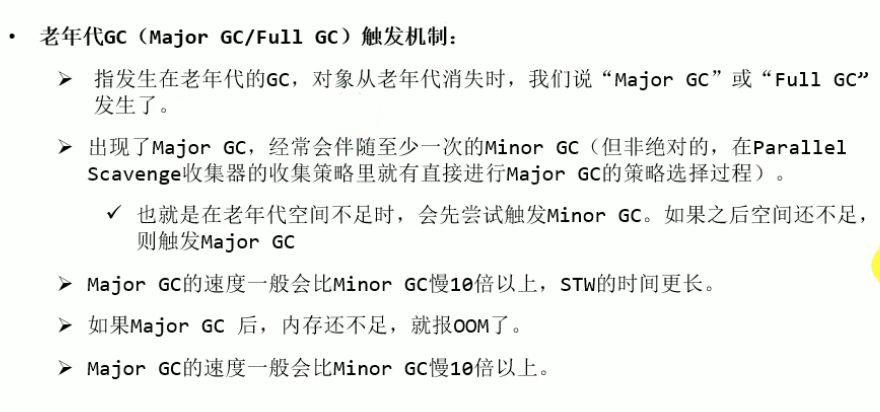 • 老年代GC（Major GC/Full GC）触发机制：
➢ 指发生在老年代的GC，对象从老年代消失时，我们说“Major GC”或“Full GC”
发生了。
➢ 出现了Major GC，经常会伴随至少一次的Minor GC（但非绝对的，在Parallel
Scavenge收集器的收集策略里就有直接进行Major GC的策略选择过程）。
✓ 也就是在老年代空间不足时，会先尝试触发Minor GC。如果之后空间还不足，
则触发Major GC
➢ Major GC的速度一般会比Minor GC慢10倍以上，STW的时间更长。
➢ 如果Major GC 后，内存还不足，就报OOM了。
➢ Major GC的速度一般会比Minor GC慢10倍以上。